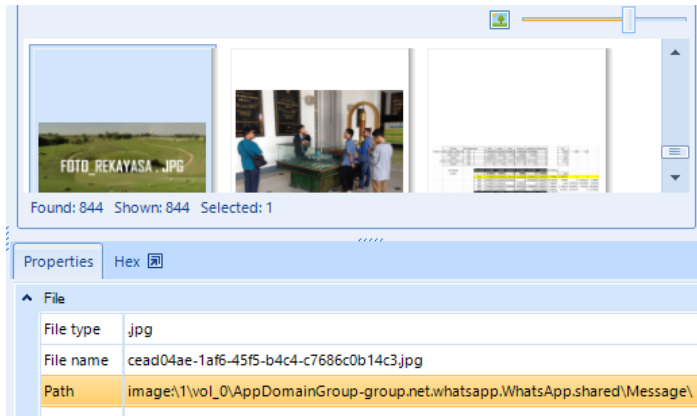 FOTO_REKAYASA . JPG
Found: 844 Shown: 844 Selected: 1
Properties Hex
File
File type .jpg
File name cead04ae-1af6-45f5-b4c4-c7686c0b14c3.jpg
Path image:\1\vol_0\AppDomainGroup-group.net.whatsapp.WhatsApp.shared\Message\